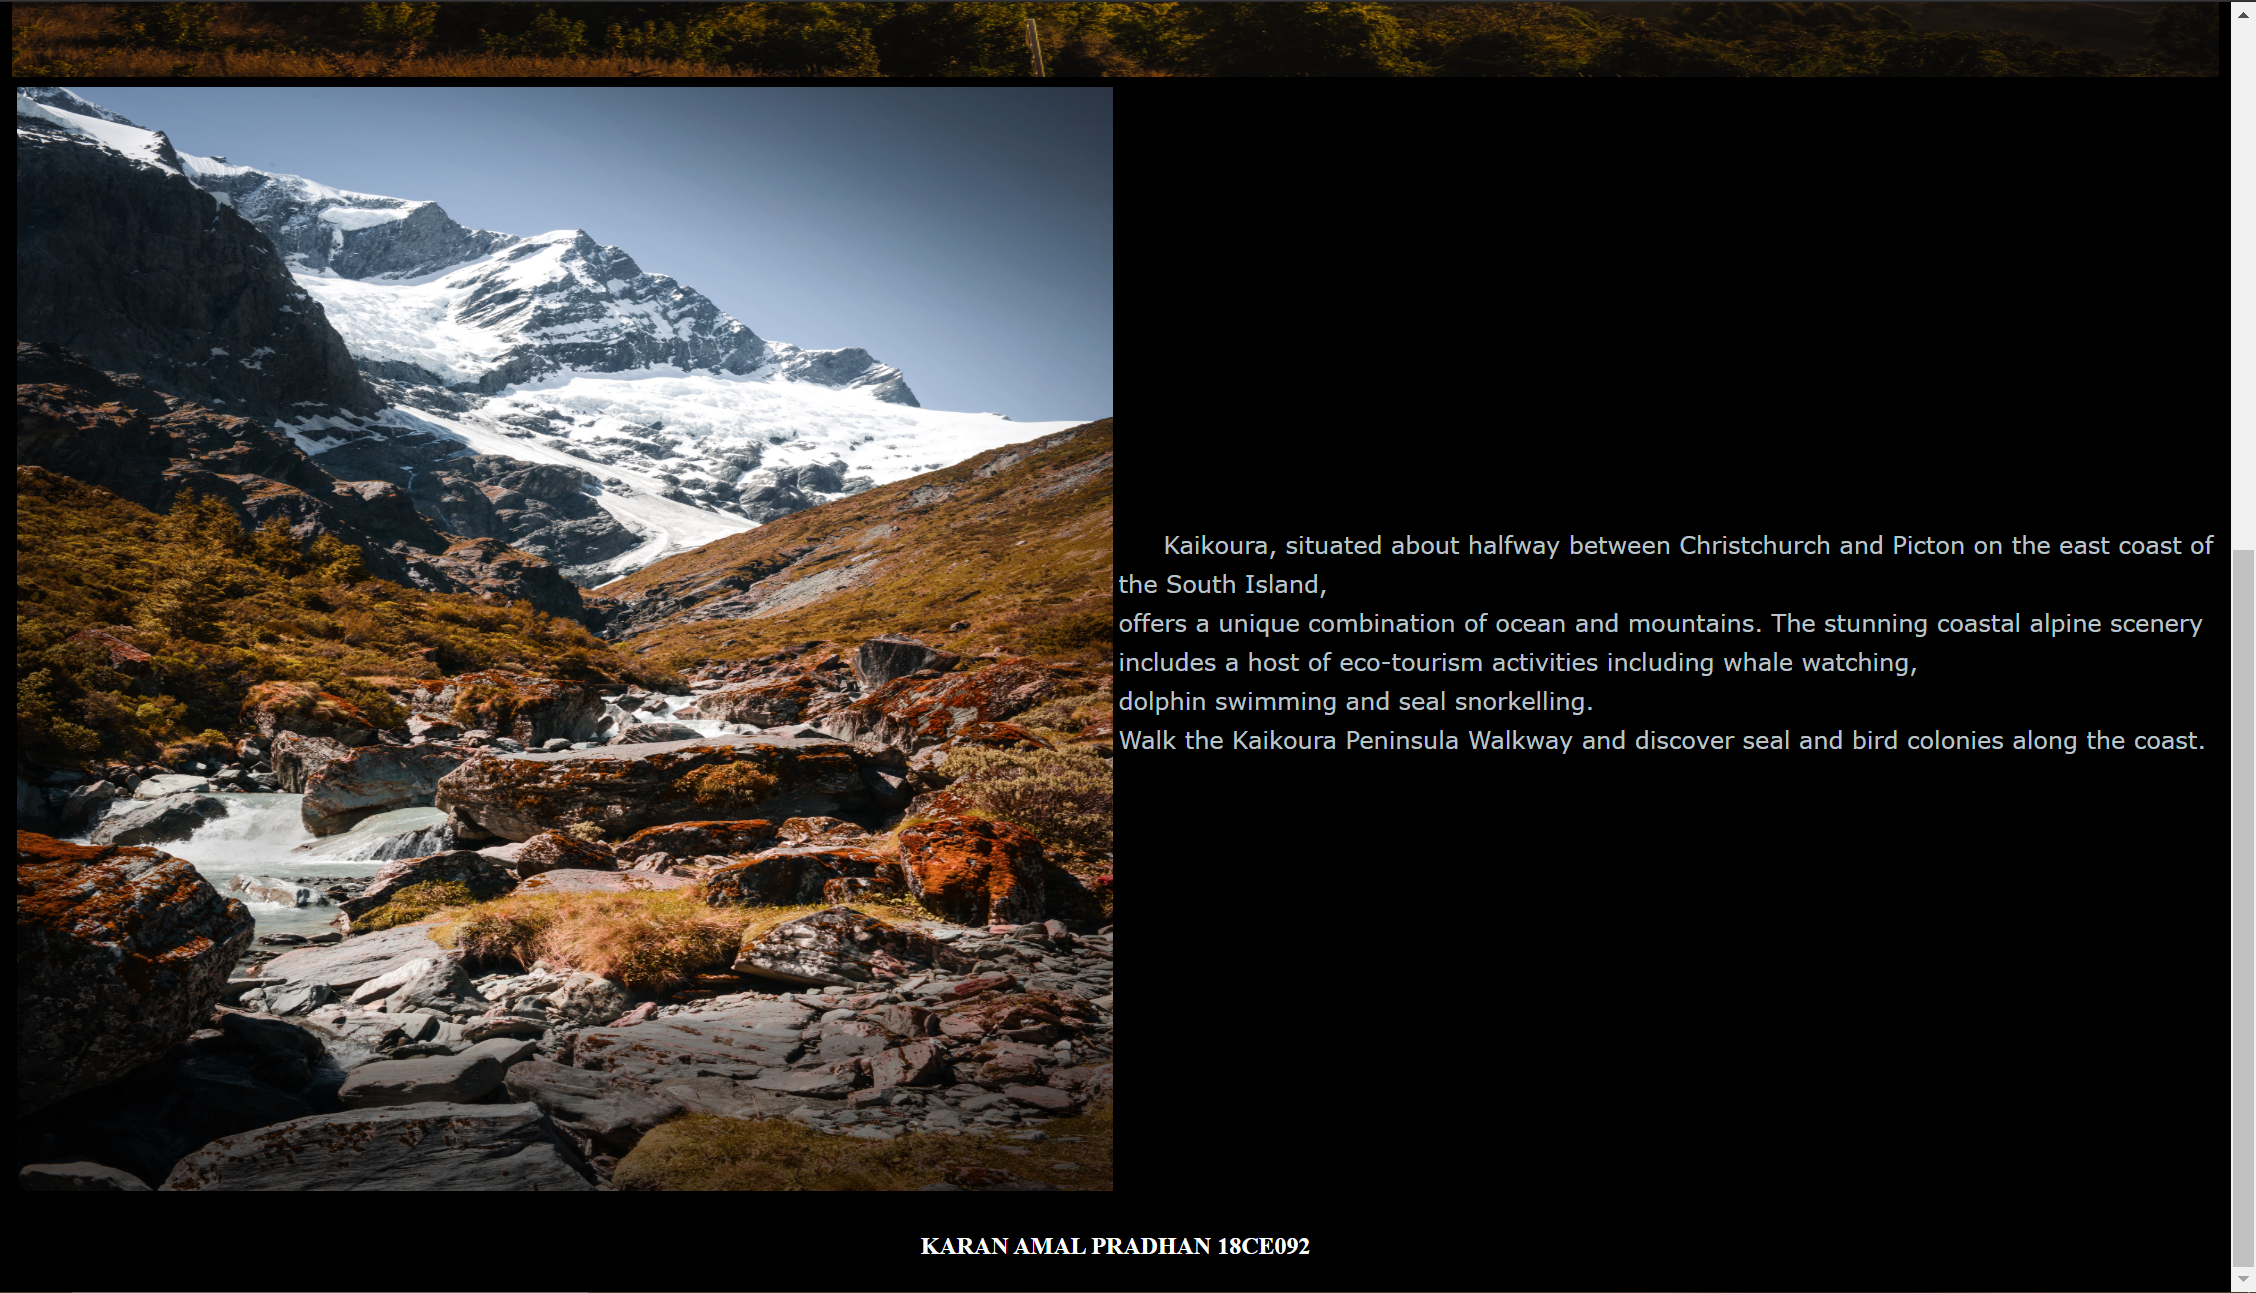 Kaikoura, situated about halfway between Christchurch and Picton on the east coast of
the South Island,
offers a unique combination of ocean and mountains. The stunning coastal alpine scenery
includes a host of eco-tourism activities including whale watching,
dolphin swimming and seal snorkelling.
Walk the Kaikoura Peninsula Walkway and discover seal and bird colonies along the coast.
KARAN AMAL PRADHAN 18CE092